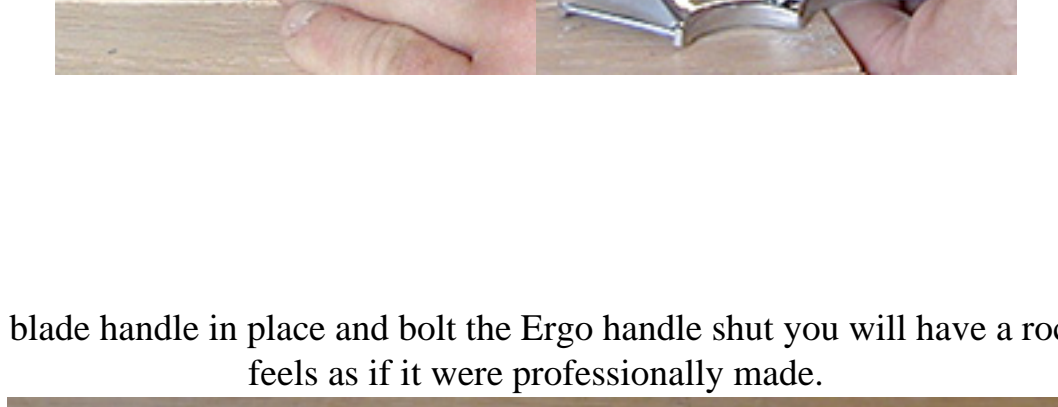 blade handle in place and bolt the Ergo handle shut you will have a
feels as if it were professionally made.